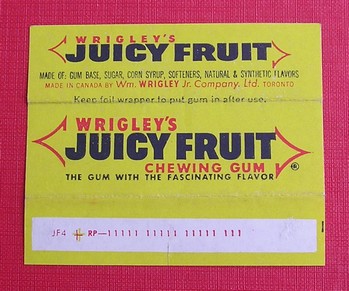 WRIGLEY'S
JUICY FRUIT
MADE OF: GUM BASE, SUGAR, CORN SYRUP, SOFTENERS, NATURAL & SYNTHETIC FLAVORS
MADE IN CANADA BY Wm. WRIGLEY Jr. Company. Ltd. TORONTO
Keep foil wrapper to put gum in after use.
WRIGLEY'S
JUICY FRUIT
CHEWING GUM ®
THE GUM WITH THE FASCINATING FLAVOR
JF4 RP—11111 11111 11111 111